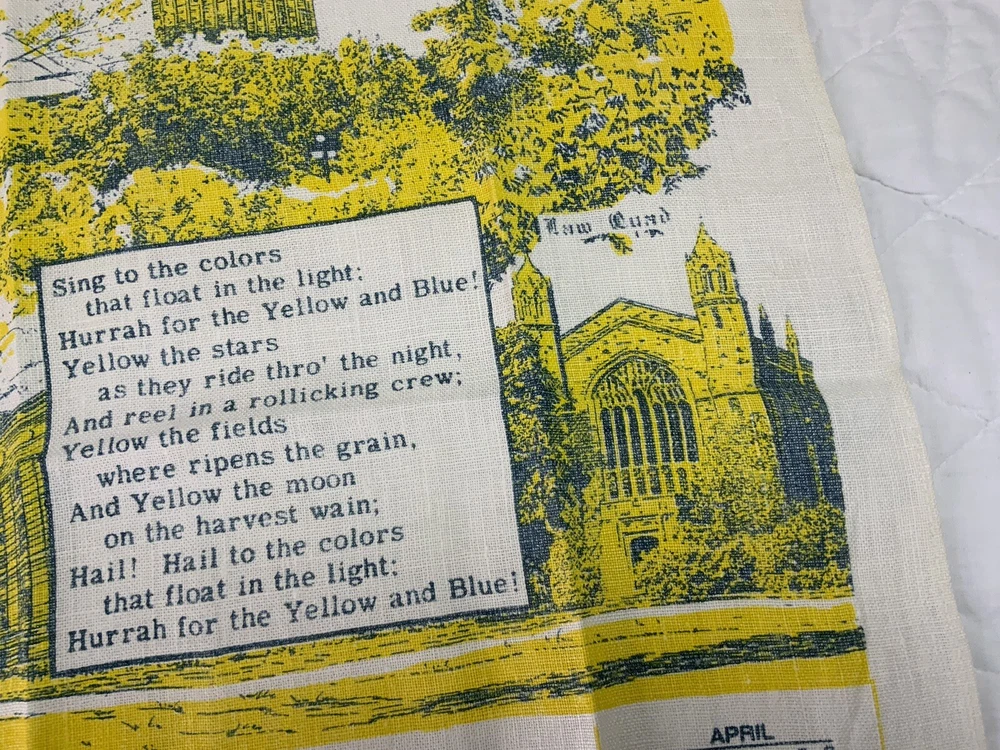 Law Quad
Sing to the colors
that float in the light;
Hurrah for the Yellow and Blue!
Yellow the stars
as they ride thro' the night,
And reel in a rollicking crew;
Yellow the fields
where ripens the grain,
And Yellow the moon
on the harvest wain;
Hail! Hail to the colors
that float in the light;
Hurrah for the Yellow and Blue!
APRIL